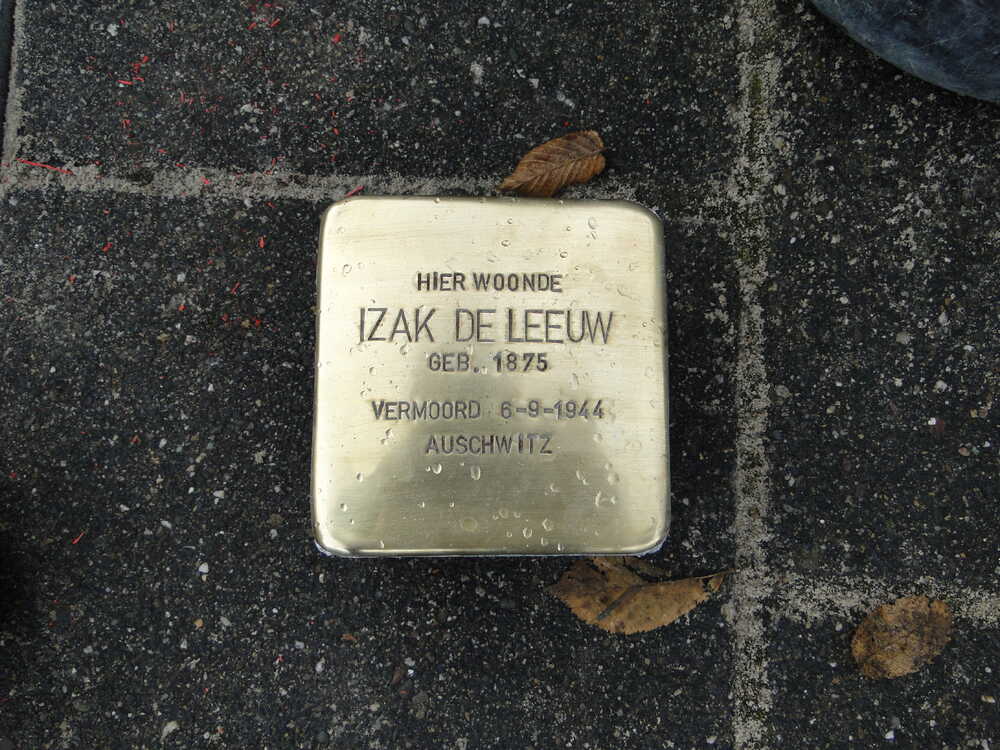 HIER WOONDE
IZAK DE LEEUW
GEB. 1875
VERMOORD 6-9-1944
AUSCHWITZ